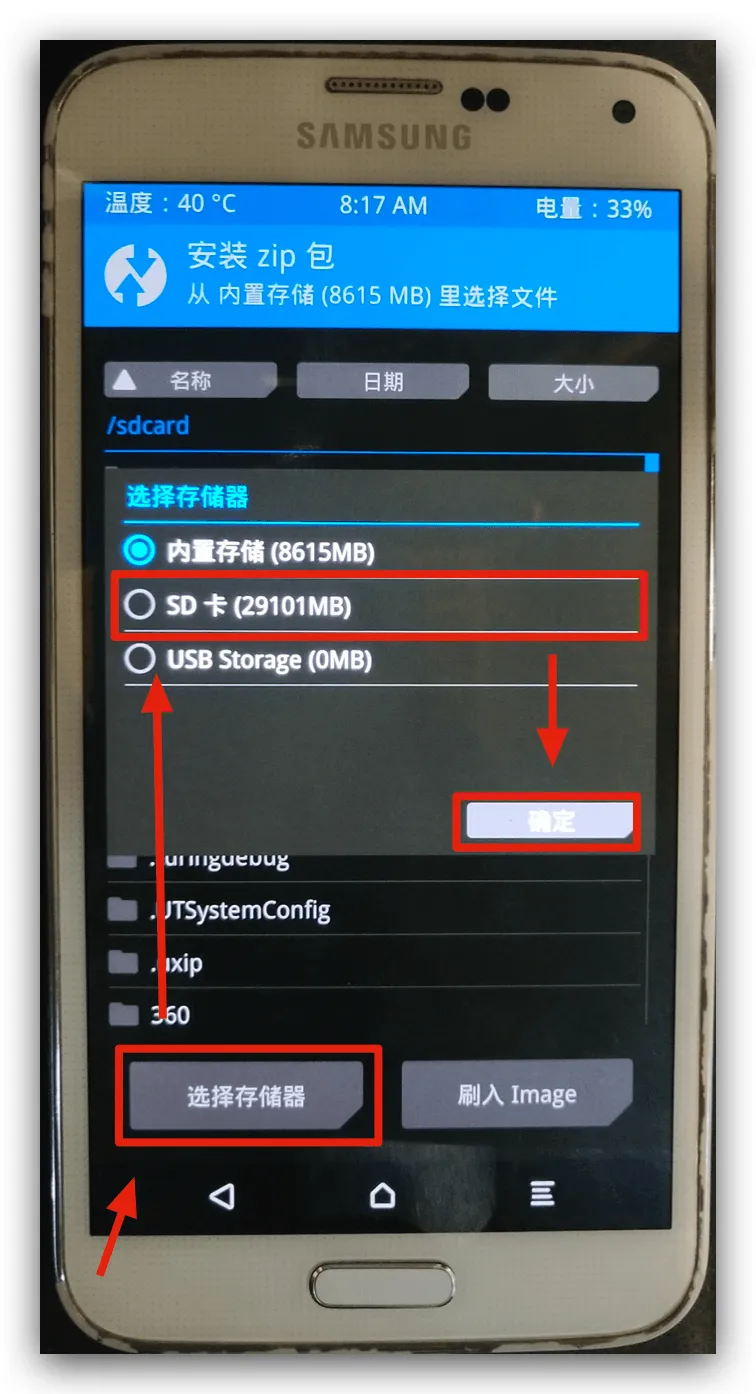 SAMSUNG
温度：40 °C 8:17 AM 电量：33%
安装 zip 包
从 内置存储 (8615 MB) 里选择文件
名称 日期 大小
/sdcard
选择存储器
内置存储 (8615MB)
SD 卡 (29101MB)
USB Storage (0MB)
确定
.UTSystemConfig
.uxip
360
选择存储器 刷入 Image